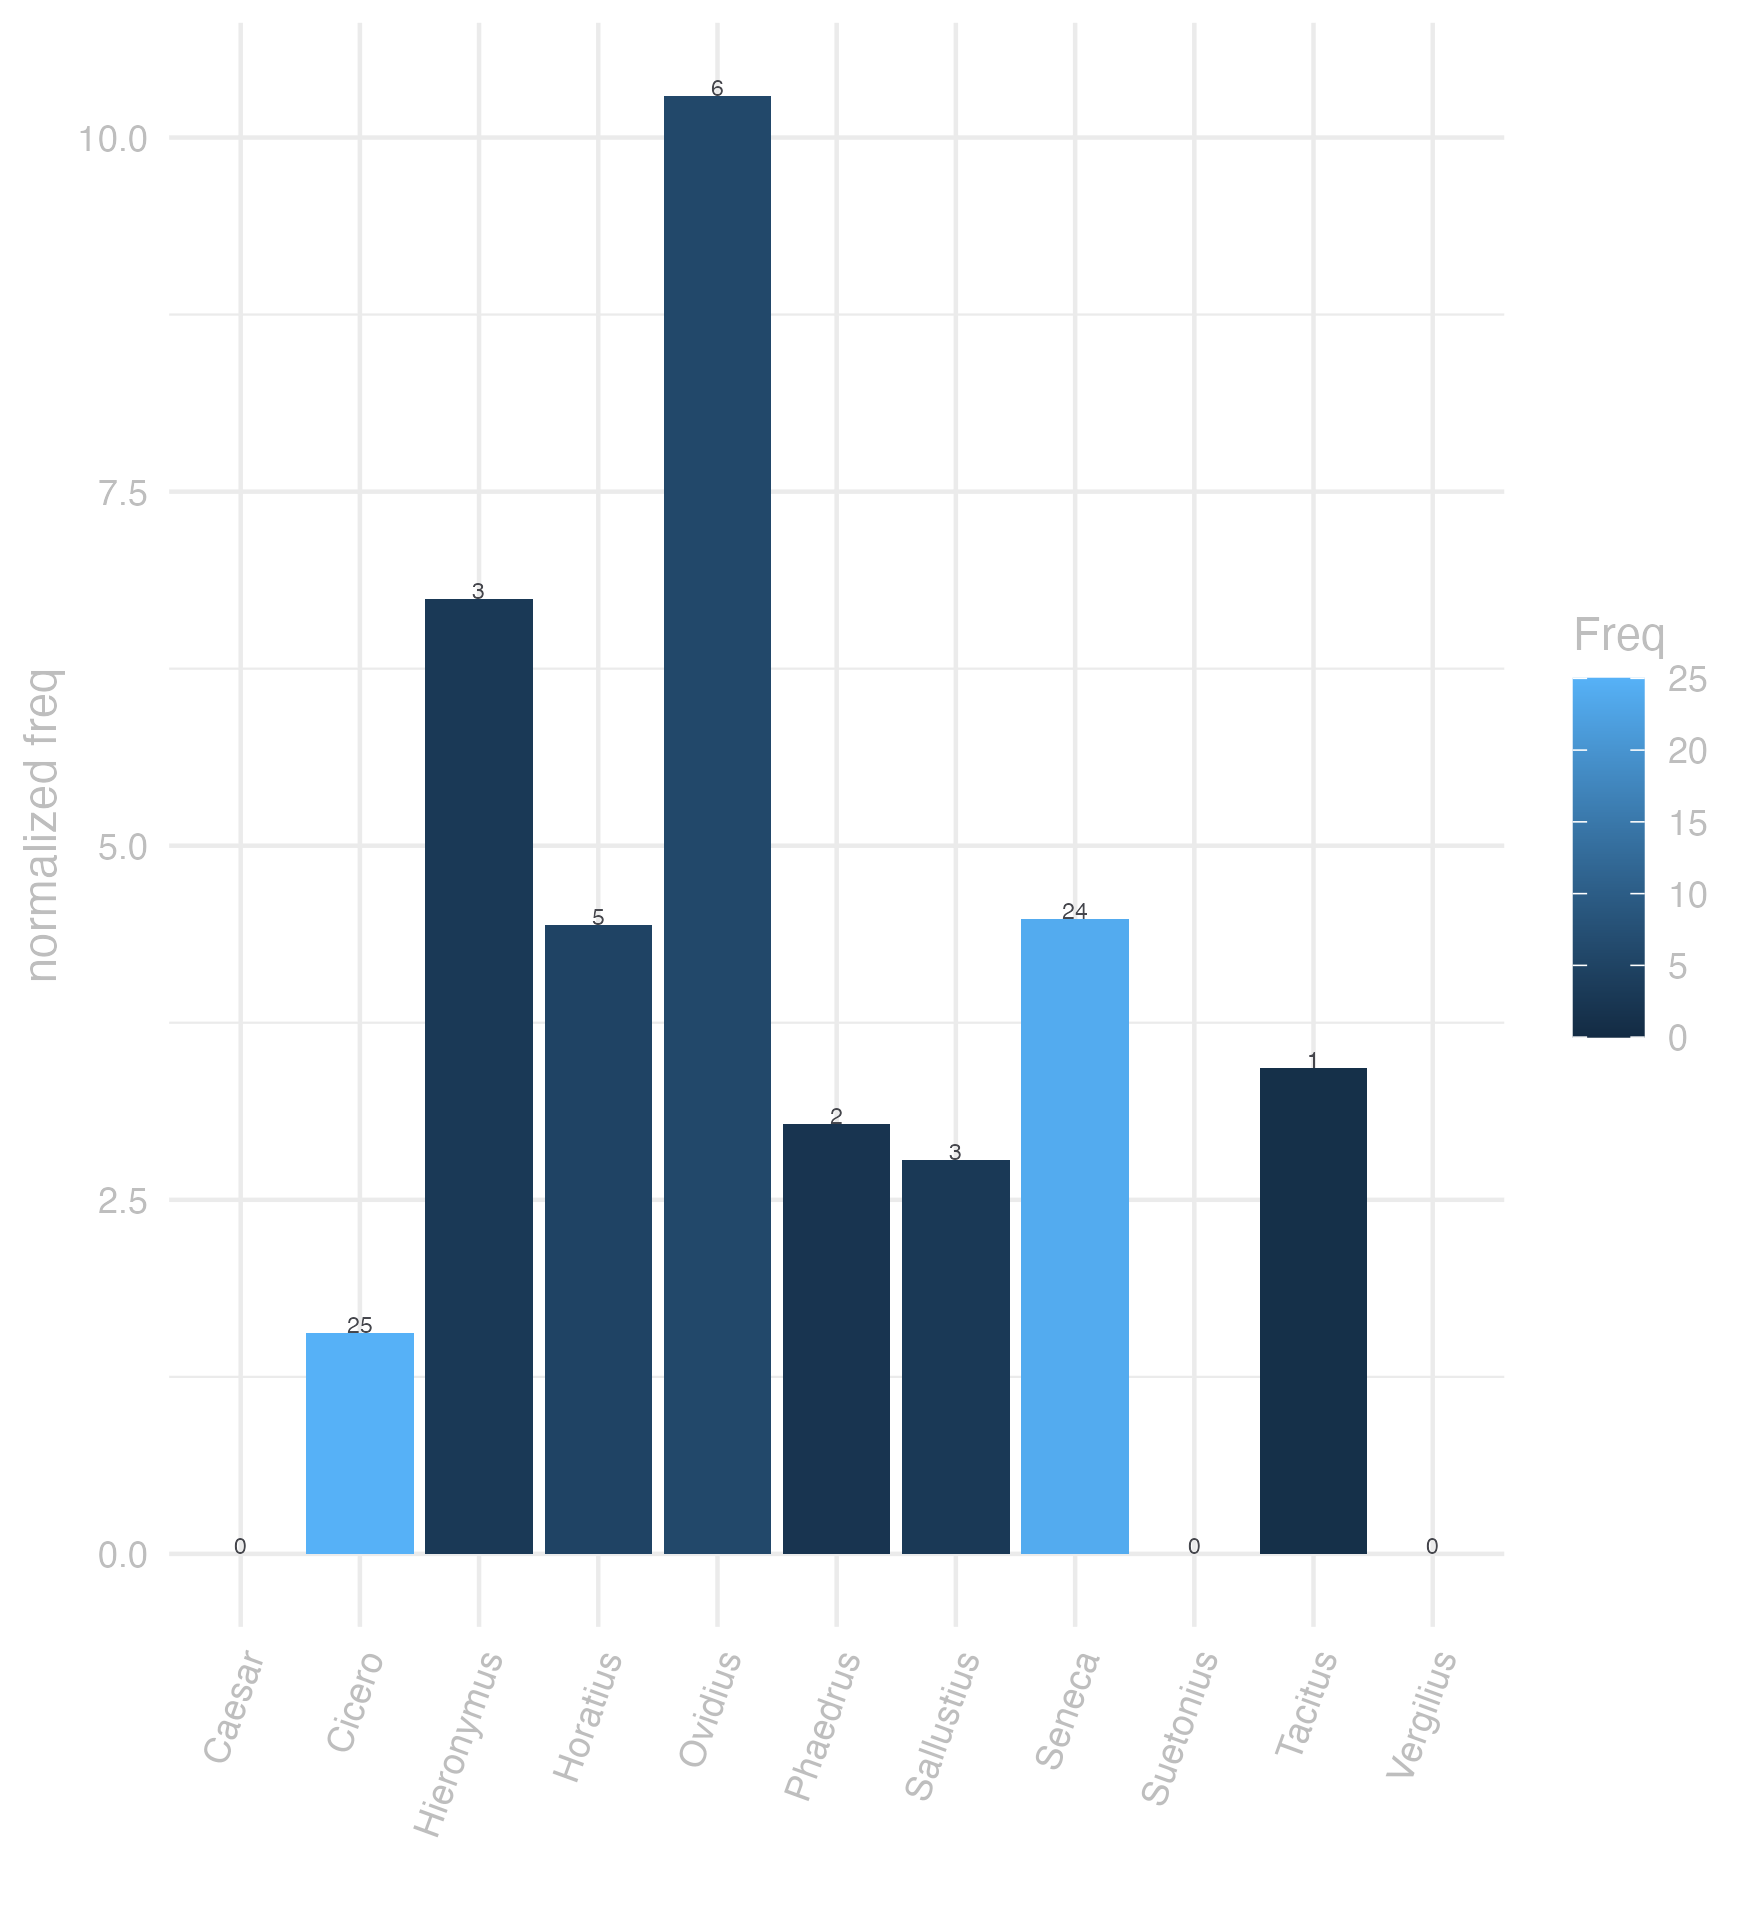 6
10.0
7.5
3
Freq
25
20
5.0
15
normalized freq
24
5
10
5
1
0
2
3
2.5
25
0
0
0
0.0
Caesar
Cicero
Hieronymus
Horatius
Ovidius
Phaedrus
Sallustius
Seneca
Suetonius
Tacitus
Vergilius